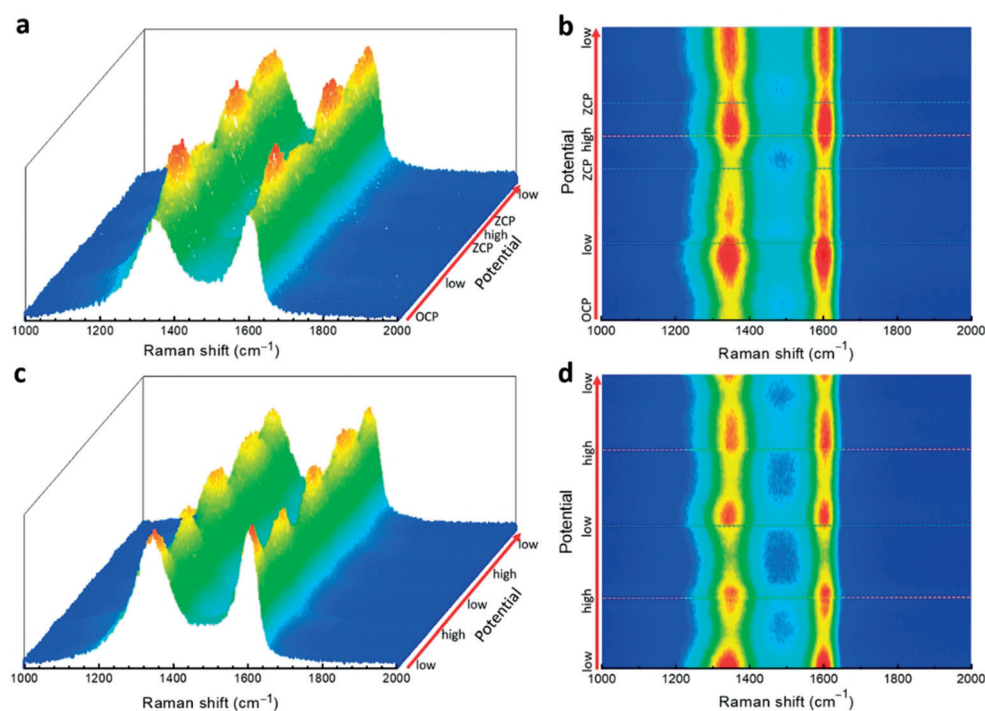 a
low
ZCP
high
ZCP
low
OCP
Potential
1000
1200
1400
1600
1800
2000
Raman shift (cm⁻¹)
b
low
ZCP
high
ZCP
low
OCP
Potential
1000
1200
1400
1600
1800
2000
Raman shift (cm⁻¹)
c
low
high
low
high
low
Potential
1000
1200
1400
1600
1800
2000
Raman shift (cm⁻¹)
d
low
high
low
high
low
Potential
1000
1200
1400
1600
1800
2000
Raman shift (cm⁻¹)